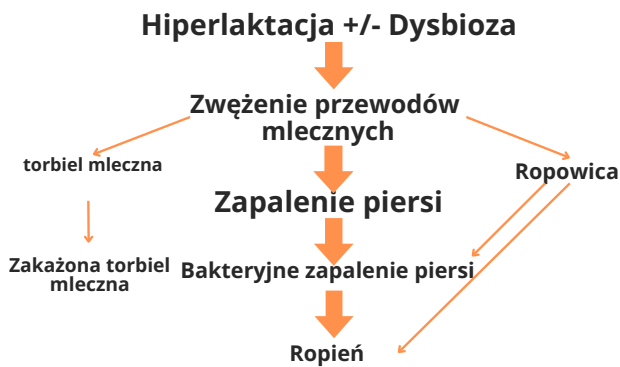 Hiperlaktacja +/- Dysbioza
Zwężenie przewodów
mlecznych
torbiel mleczna
Ropowica
Zapalenie piersi
Zakażona torbiel
mleczna
Bakteryjne zapalenie piersi
Ropień